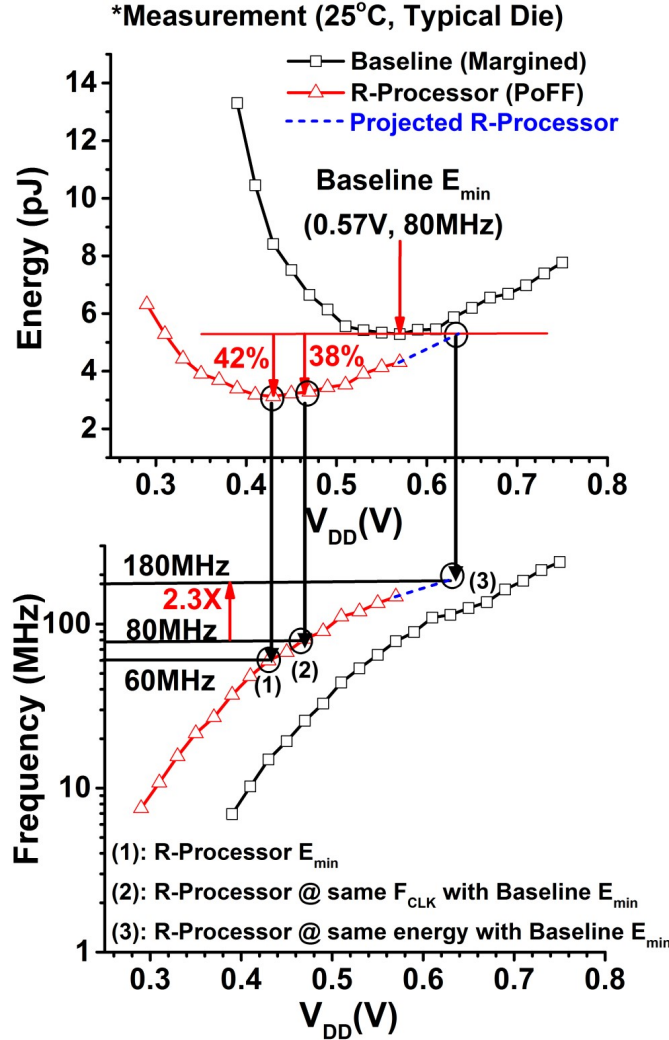 *Measurement (25°C, Typical Die)
Baseline (Margined)
R-Processor (PoFF)
Projected R-Processor
Baseline Emin
(0.57V, 80MHz)
42%
38%
Energy (pJ)
14
12
10
8
6
4
2
0.3 0.4 0.5 0.6 0.7 0.8
VDD(V)
180MHz
2.3X
80MHz
60MHz
(1)
(2)
(3)
Frequency (MHz)
100
10
1
(1): R-Processor Emin
(2): R-Processor @ same FCLK with Baseline Emin
(3): R-Processor @ same energy with Baseline Emin
0.3 0.4 0.5 0.6 0.7 0.8
VDD(V)